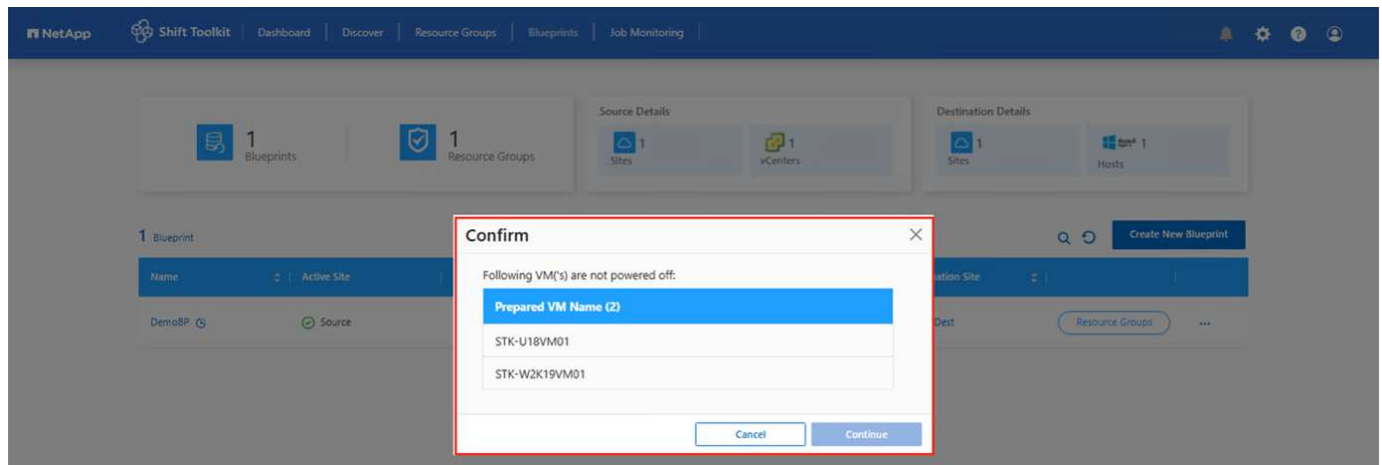 NetApp Shift Toolkit Dashboard Discover Resource Groups Blueprints Job Monitoring
Source Details
Destination Details
1
Blueprints
1
Resource Groups
1
Sites
1
vCenters
1
Sites
1
Hosts
1 Blueprint
Create New Blueprint
Name Active Site
ation Site
DemoBP Source
Dest
Resource Groups
Confirm
Following VM('s) are not powered off:
Prepared VM Name (2)
STK-U18VM01
STK-W2K19VM01
Cancel Continue